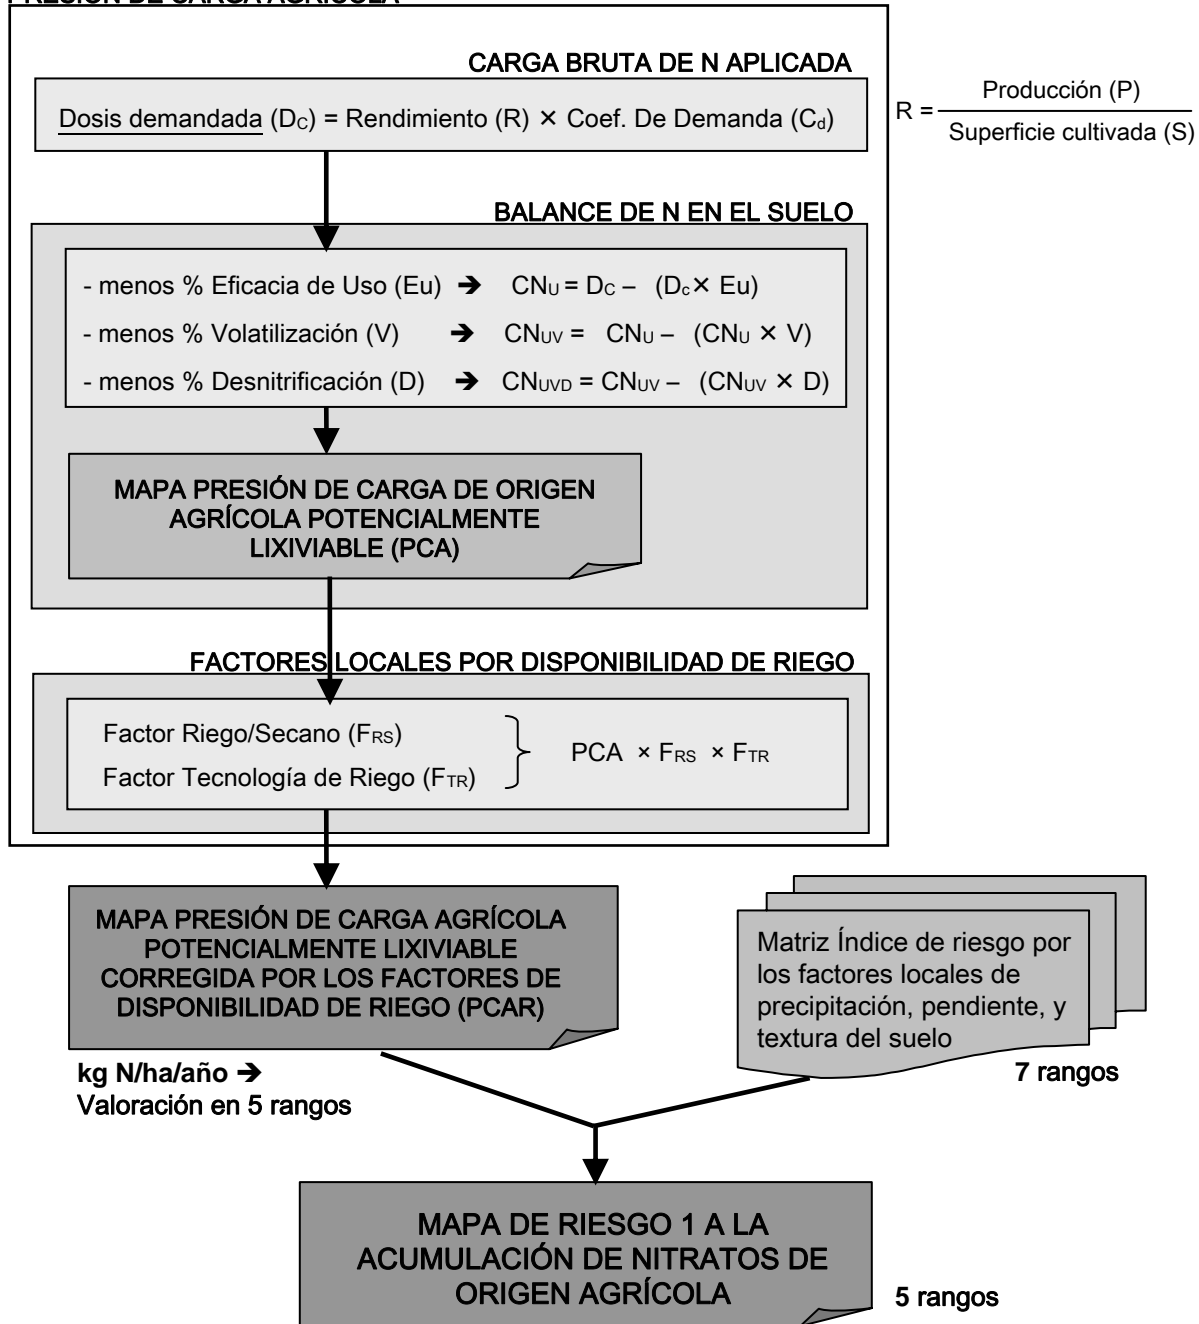 PRESIÓN DE CARGA AGRÍCOLA
CARGA BRUTA DE N APLICADA
Dosis demandada (DC) = Rendimiento (R) × Coef. De Demanda (Cd)
R = Producción (P)
Superficie cultivada (S)
BALANCE DE N EN EL SUELO
- menos % Eficacia de Uso (Eu) ➔ CNU = DC – (Dc× Eu)
- menos % Volatilización (V) ➔ CNUV = CNU – (CNU × V)
- menos % Desnitrificación (D) ➔ CNUVD = CNUV – (CNUV × D)
MAPA PRESIÓN DE CARGA DE ORIGEN
AGRÍCOLA POTENCIALMENTE
LIXIVIABLE (PCA)
FACTORES LOCALES POR DISPONIBILIDAD DE RIEGO
Factor Riego/Secano (FRS)
Factor Tecnología de Riego (FTR)
PCA × FRS × FTR
MAPA PRESIÓN DE CARGA AGRÍCOLA
POTENCIALMENTE LIXIVIABLE
CORREGIDA POR LOS FACTORES DE
DISPONIBILIDAD DE RIEGO (PCAR)
kg N/ha/año ➔
Valoración en 5 rangos
Matriz Índice de riesgo por
los factores locales de
precipitación, pendiente, y
textura del suelo
7 rangos
MAPA DE RIESGO 1 A LA
ACUMULACIÓN DE NITRATOS DE
ORIGEN AGRÍCOLA
5 rangos